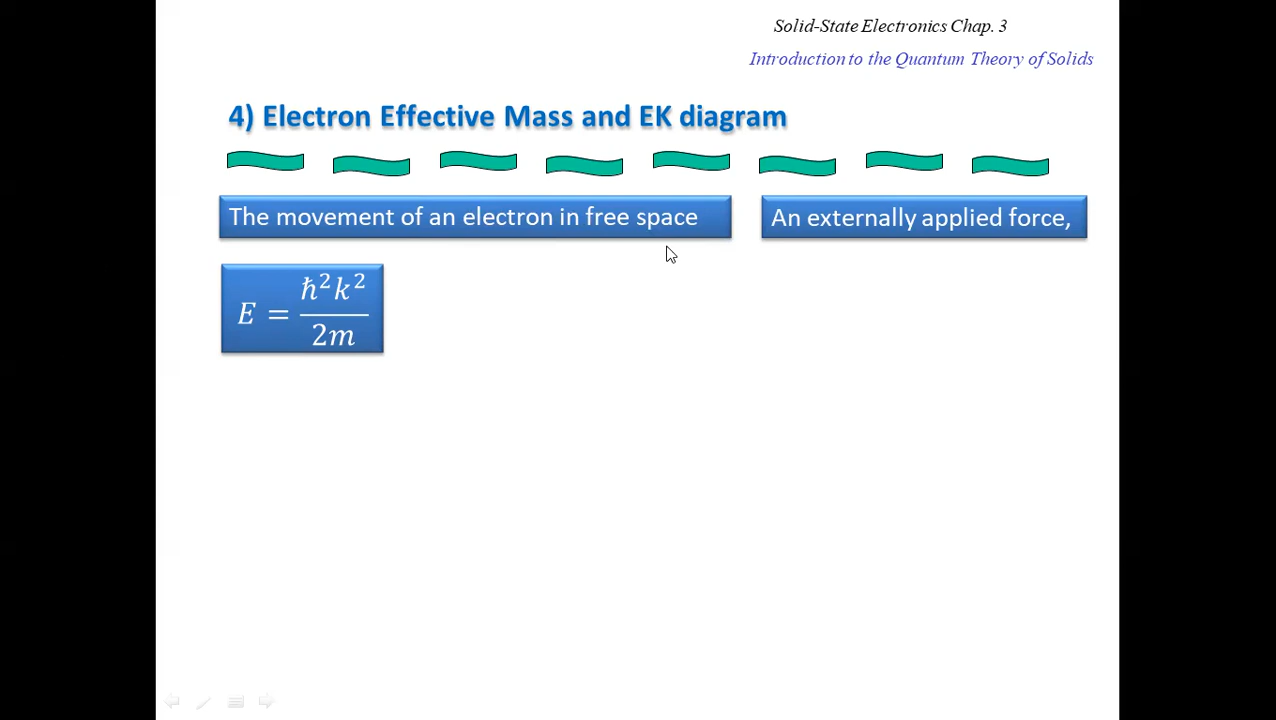 Solid-State Electronics Chap. 3
Introduction to the Quantum Theory of Solids
4) Electron Effective Mass and EK diagram
The movement of an electron in free space
An externally applied force,
E = ℏ²k² / 2m